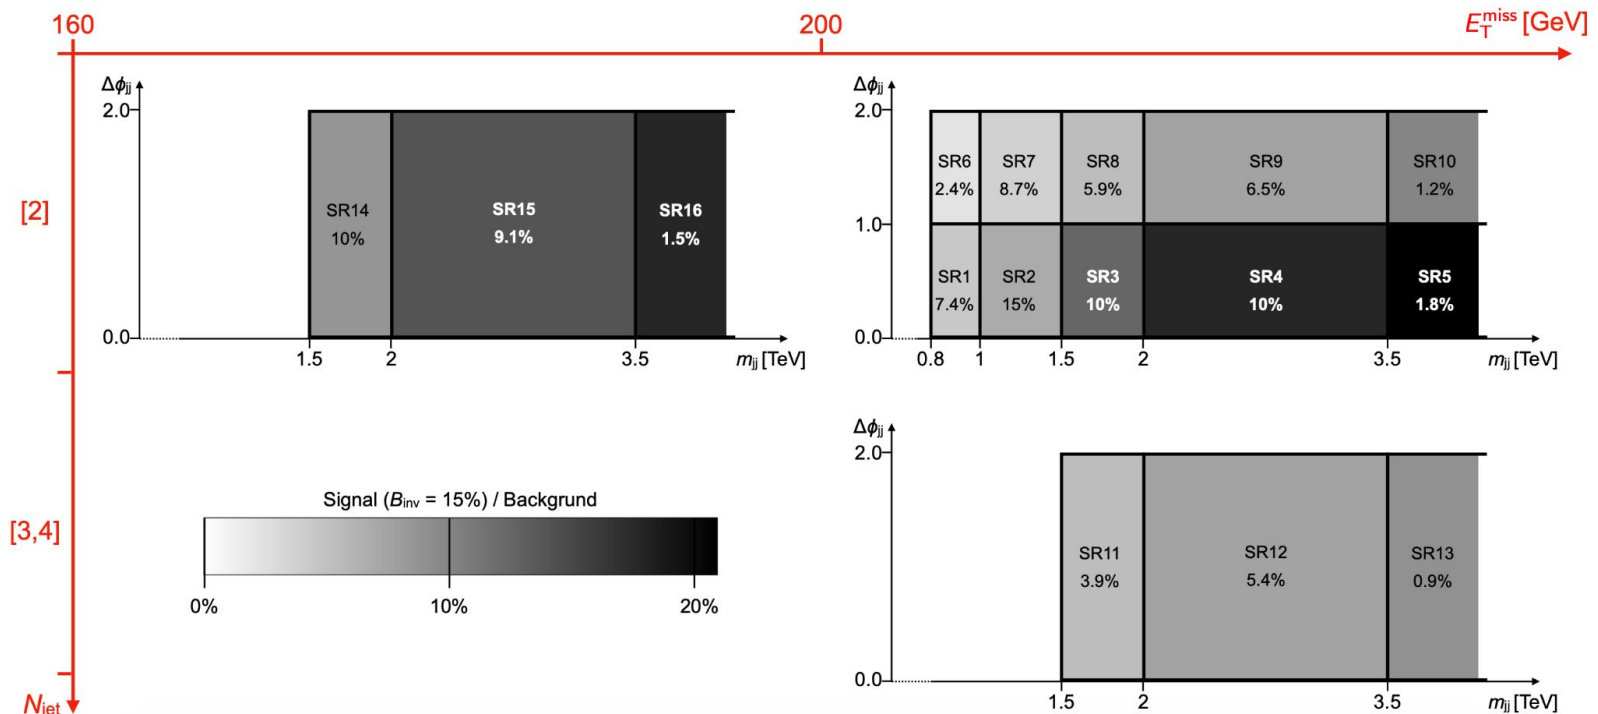 160
200
E_T^miss [GeV]
[2]
[3,4]
N_jet
Δϕjj
2.0
1.0
0.0
SR14
10%
SR15
9.1%
SR16
1.5%
1.5 2 3.5 mjj [TeV]
Δϕjj
2.0
1.0
0.0
SR6
2.4%
SR7
8.7%
SR8
5.9%
SR9
6.5%
SR10
1.2%
SR1
7.4%
SR2
15%
SR3
10%
SR4
10%
SR5
1.8%
0.8 1 1.5 2 3.5 mjj [TeV]
Signal (Binv = 15%) / Backgrund
0% 10% 20%
Δϕjj
2.0
1.0
0.0
SR11
3.9%
SR12
5.4%
SR13
0.9%
1.5 2 3.5 mjj [TeV]